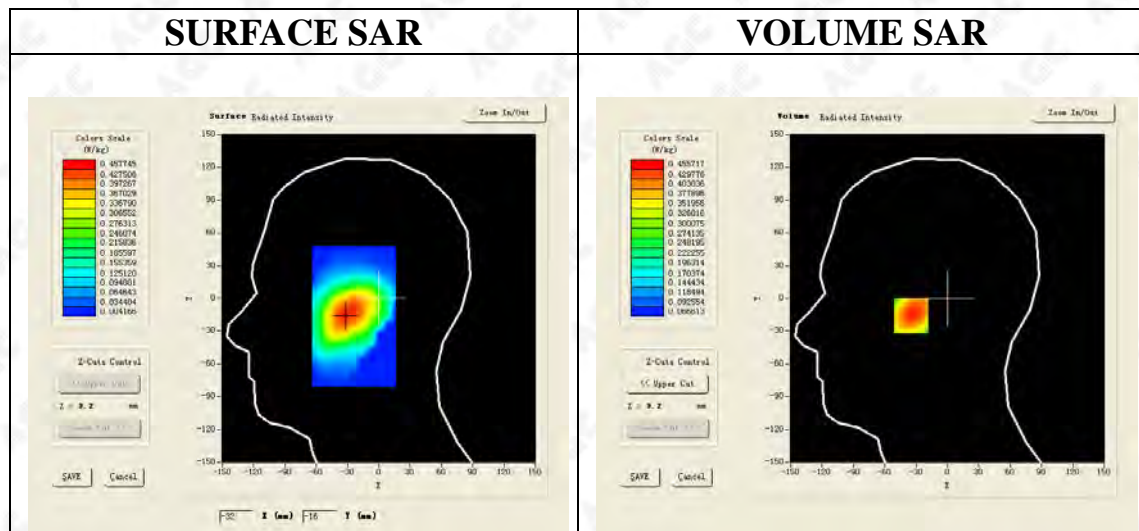 SURFACE SAR
VOLUME SAR
Surface Radiated Intensity
Zoom In/Out
Colors Scale
(W/kg)
0.457745
0.427506
0.397267
0.367029
0.336790
0.306552
0.276313
0.246074
0.215836
0.185597
0.155359
0.125120
0.094881
0.064643
0.034404
0.004166
150
120
90
60
30
0
-30
-60
-90
-120
-150
-150 -120 -90 -60 -30 0 30 60 90 120 150
Z-Cuts Control
Z = 9.2 mm
SAVE Cancel
-32 X (mm) -16 Y (mm)
Volume Radiated Intensity
Zoom In/Out
Colors Scale
(W/kg)
0.455717
0.429776
0.403836
0.377896
0.351956
0.326016
0.300075
0.274135
0.248195
0.222255
0.196314
0.170374
0.144434
0.118494
0.092554
0.066613
150
120
90
60
30
0
-30
-60
-90
-120
-150
-150 -120 -90 -60 -30 0 30 60 90 120 150
Z-Cuts Control
<< Upper Cut
Z = 9.2 mm
SAVE Cancel
AGC